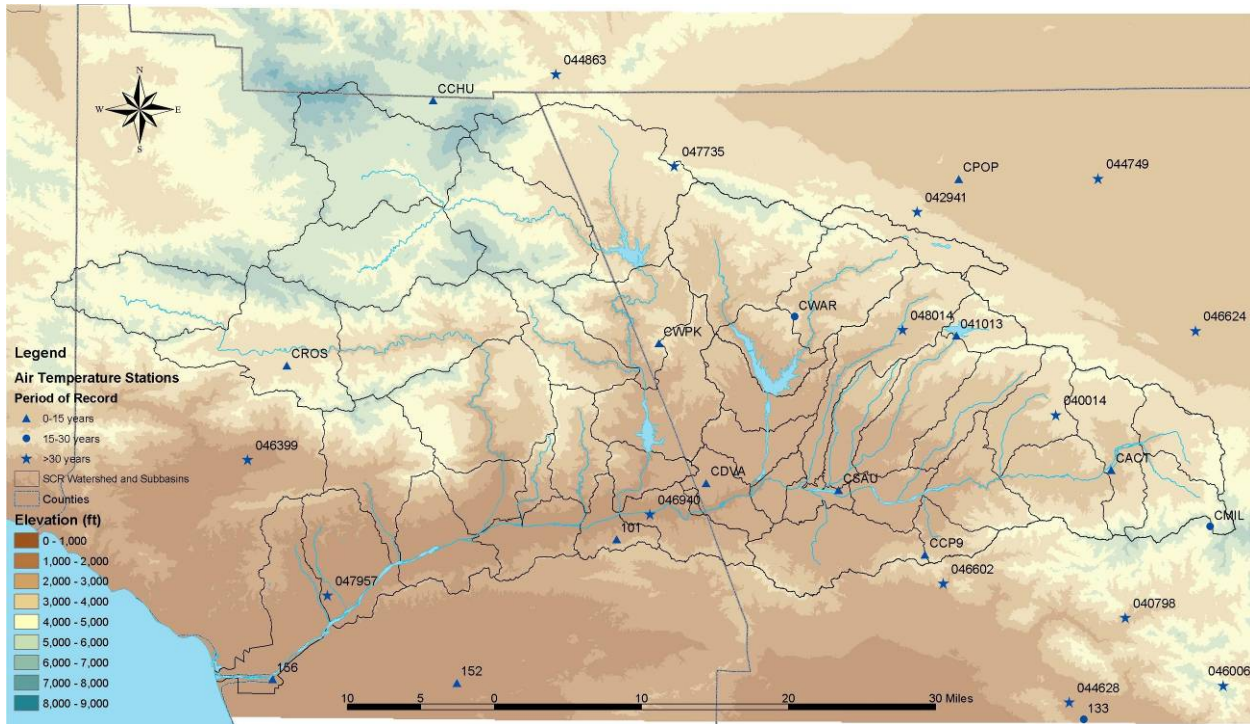 044863
CCHU
N
W E
S
047735
CPOP
044749
042941
CWAR
048014
041013
046624
CWPK
CROS
040014
046399
CACT
CDVA
CSAU
046940
101
CMIL
CCP9
046602
047957
040798
156
152
046006
044628
133
Legend
Air Temperature Stations
Period of Record
0-15 years
15-30 years
>30 years
SCR Watershed and Subbasins
Counties
Elevation (ft)
0 - 1,000
1,000 - 2,000
2,000 - 3,000
3,000 - 4,000
4,000 - 5,000
5,000 - 6,000
6,000 - 7,000
7,000 - 8,000
8,000 - 9,000
10 5 0 10 20 30 Miles